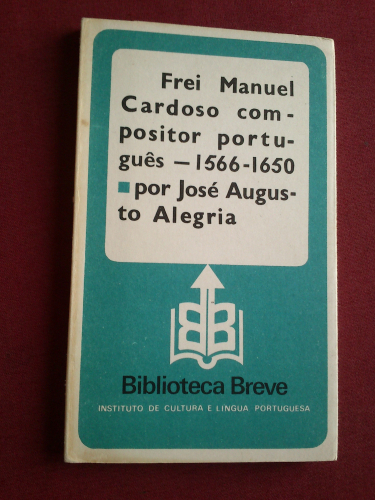 Frei Manuel
Cardoso com-
positor portu-
guês – 1566-1650
por José Augus-
to Alegria
BB
Biblioteca Breve
INSTITUTO DE CULTURA E LÍNGUA PORTUGUESA